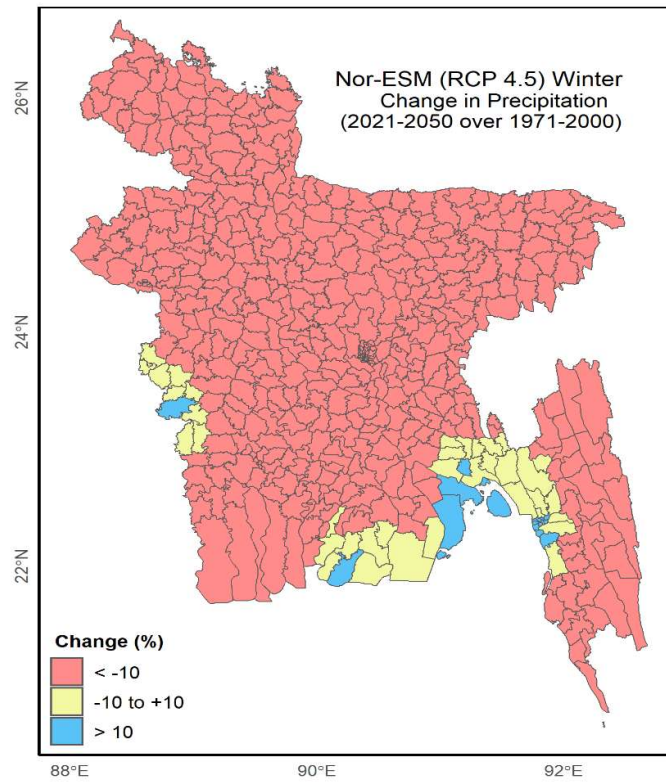 Nor-ESM (RCP 4.5) Winter
Change in Precipitation
(2021-2050 over 1971-2000)
26°N
24°N
22°N
Change (%)
< -10
-10 to +10
> 10
88°E
90°E
92°E